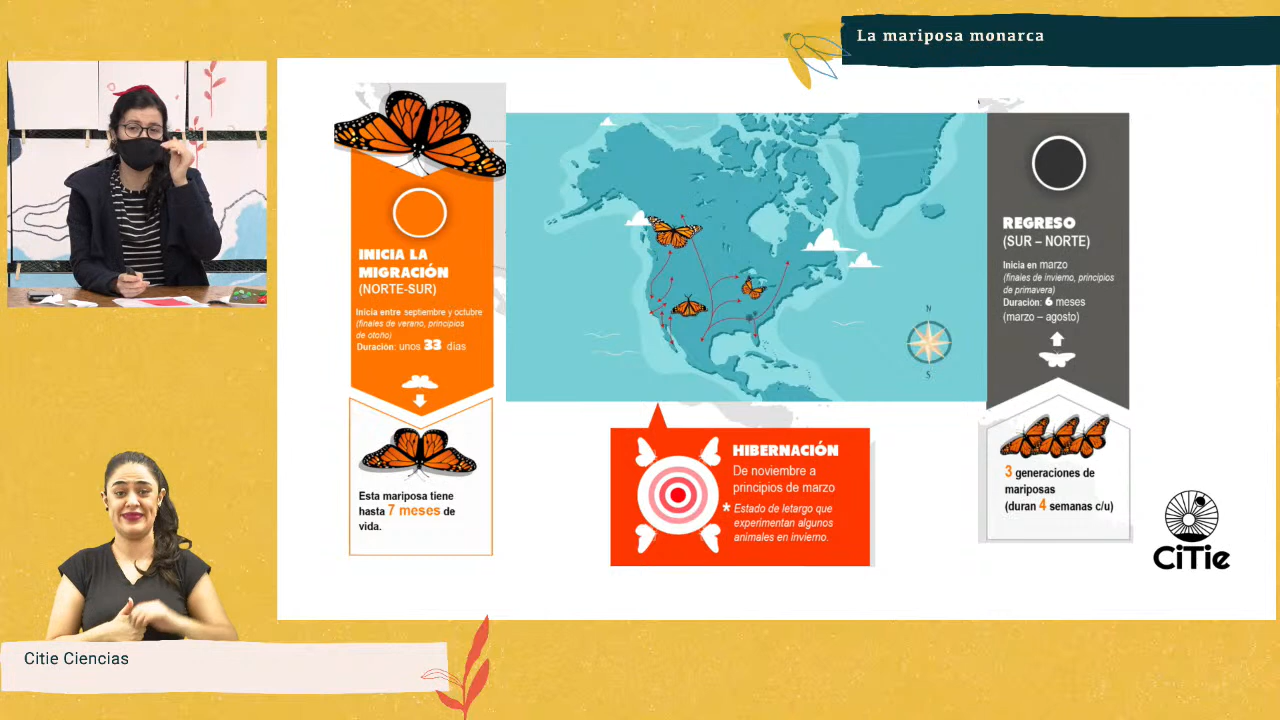 La mariposa monarca
INICIA LA
MIGRACIÓN
(NORTE-SUR)
Inicia entre septiembre y octubre
(finales de verano, principios
de otoño)
Duración: unos 33 días
Esta mariposa tiene
hasta 7 meses de
vida.
N
S
HIBERNACIÓN
De noviembre a
principios de marzo
* Estado de letargo que
experimentan algunos
animales en invierno.
REGRESO
(SUR – NORTE)
Inicia en marzo
(finales de invierno, principios
de primavera)
Duración: 6 meses
(marzo – agosto)
3 generaciones de
mariposas
(duran 4 semanas c/u)
CiTie
Citie Ciencias